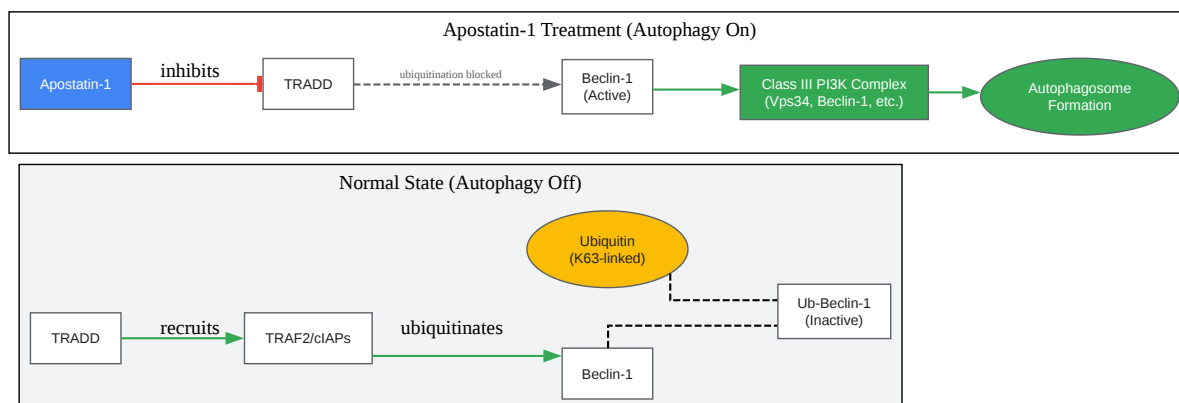 Apostatin-1 Treatment (Autophagy On)
Apostatin-1
inhibits
TRADD
ubiquitination blocked
Beclin-1
(Active)
Class III PI3K Complex
(Vps34, Beclin-1, etc.)
Autophagosome
Formation
Normal State (Autophagy Off)
Ubiquitin
(K63-linked)
Ub-Beclin-1
(Inactive)
TRADD
recruits
TRAF2/cIAPs
ubiquitinates
Beclin-1